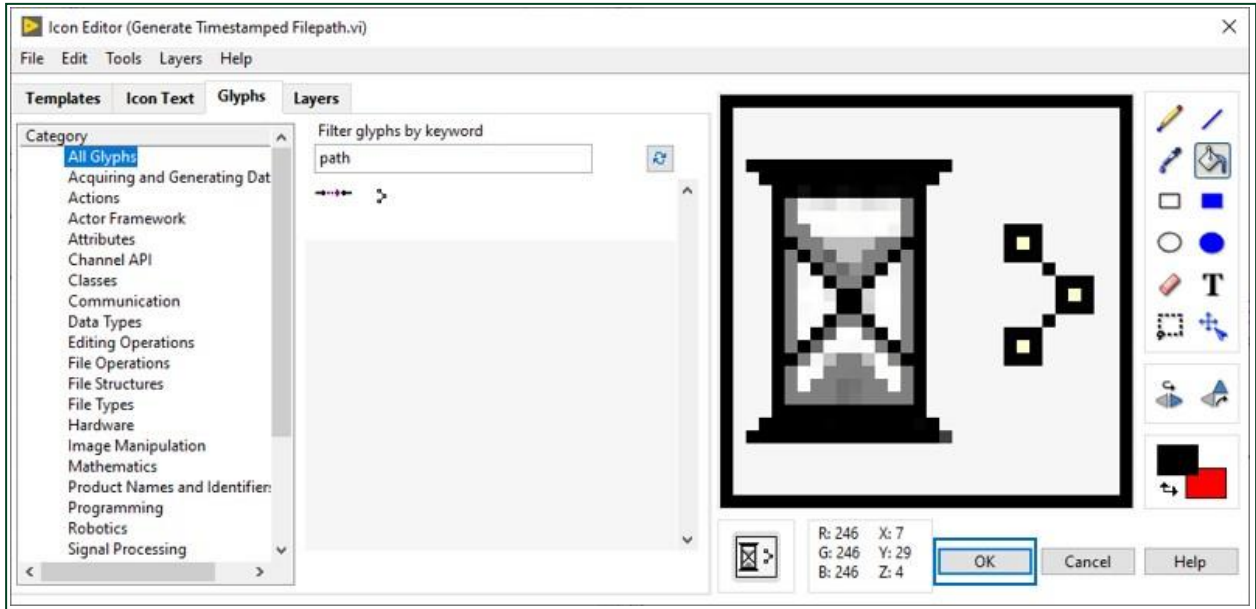 Icon Editor (Generate Timestamped Filepath.vi)
File Edit Tools Layers Help
Templates Icon Text Glyphs Layers
Category
All Glyphs
Acquiring and Generating Dat
Actions
Actor Framework
Attributes
Channel API
Classes
Communication
Data Types
Editing Operations
File Operations
File Structures
File Types
Hardware
Image Manipulation
Mathematics
Product Names and Identifiers
Programming
Robotics
Signal Processing
Filter glyphs by keyword
path
T
R: 246 X: 7
G: 246 Y: 29
B: 246 Z: 4
OK Cancel Help